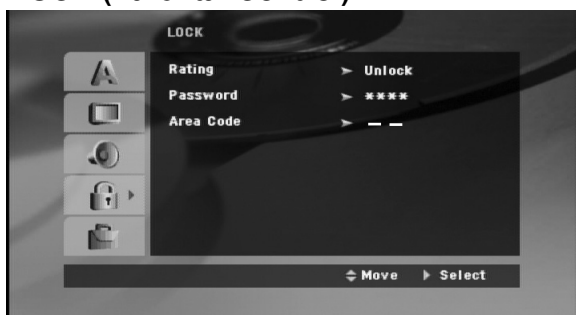 LOCK
Rating ➢ Unlock
Password ➢ ****
Area Code ➢ _ _
A
Move Select